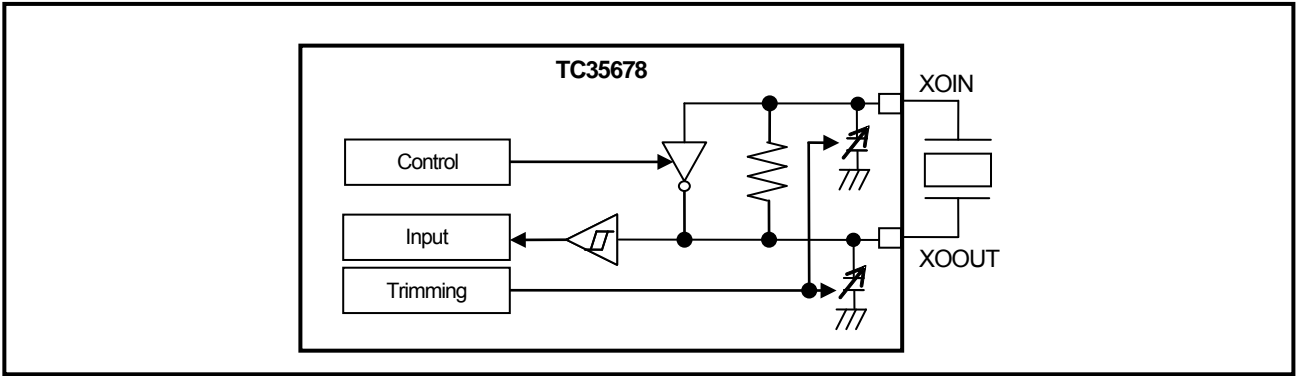 TC35678
XOIN
Control
Input
XOOUT
Trimming